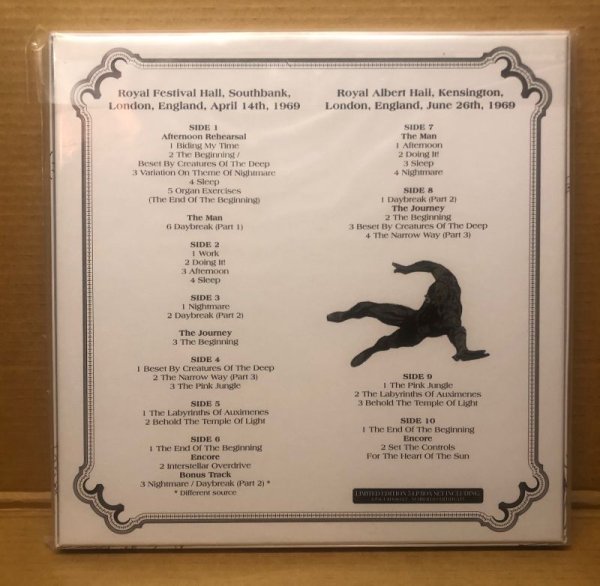 Royal Festival Hall, Southbank,
London, England, April 14th, 1969
SIDE 1
Afternoon Rehearsal
1 Biding My Time
2 The Beginning /
Beset By Creatures Of The Deep
3 Variation On Theme Of Nightmare
4 Sleep
5 Organ Exercises
(The End Of The Beginning)
The Man
6 Daybreak (Part 1)
SIDE 2
1 Work
2 Doing It!
3 Afternoon
4 Sleep
SIDE 3
1 Nightmare
2 Daybreak (Part 2)
The Journey
3 The Beginning
SIDE 4
1 Beset By Creatures Of The Deep
2 The Narrow Way (Part 3)
3 The Pink Jungle
SIDE 5
1 The Labyrinths Of Auximenes
2 Behold The Temple Of Light
SIDE 6
1 The End Of The Beginning
Encore
2 Interstellar Overdrive
Bonus Track
3 Nightmare / Daybreak (Part 2) *
* Different source
Royal Albert Hall, Kensington,
London, England, June 26th, 1969
SIDE 7
The Man
1 Afternoon
2 Doing It!
3 Sleep
4 Nightmare
SIDE 8
1 Daybreak (Part 2)
The Journey
2 The Beginning
3 Beset By Creatures Of The Deep
4 The Narrow Way (Part 3)
SIDE 9
1 The Pink Jungle
2 The Labyrinths Of Auximenes
3 Behold The Temple Of Light
SIDE 10
1 The End Of The Beginning
Encore
2 Set The Controls
For The Heart Of The Sun
LIMITED EDITION 5 LP BOX SET INCLUDING